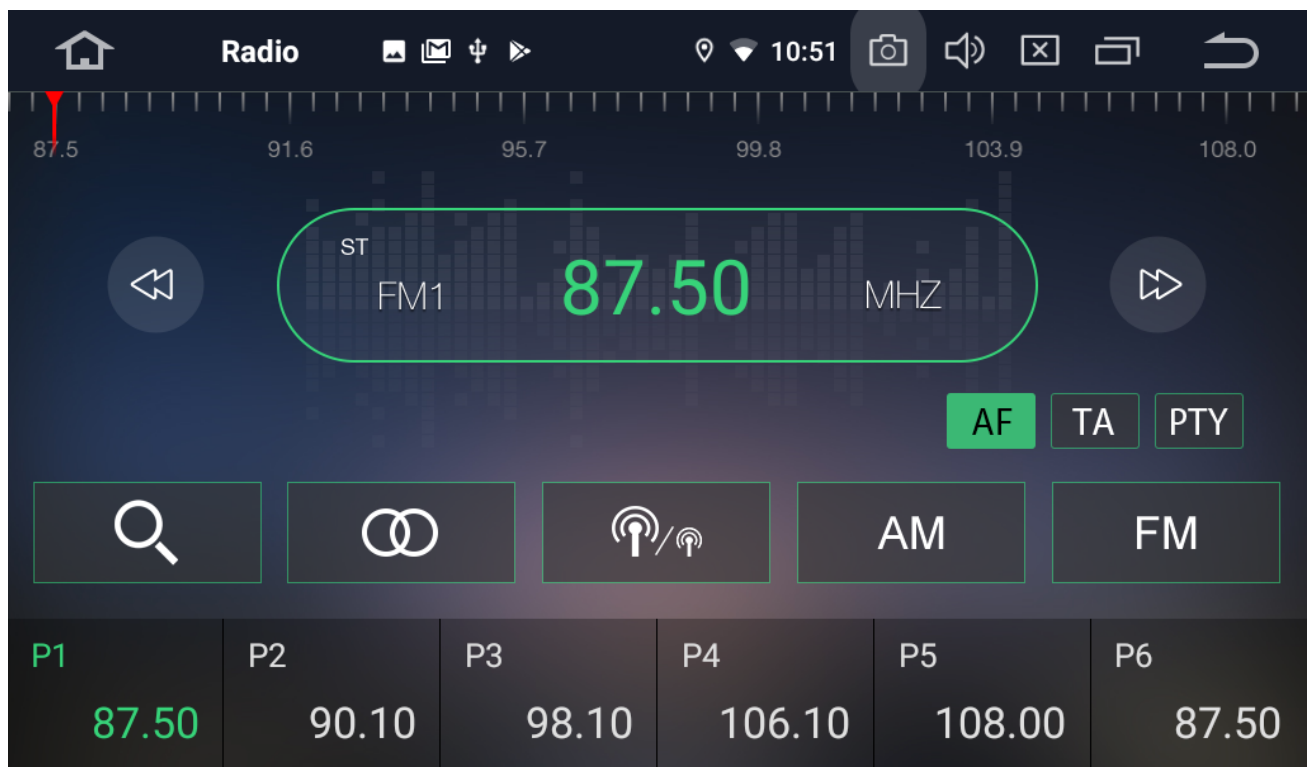 Radio 10:51
87.5 91.6 95.7 99.8 103.9 108.0
ST
FM1 87.50 MHZ
AF TA PTY
AM FM
P1 P2 P3 P4 P5 P6
87.50 90.10 98.10 106.10 108.00 87.50